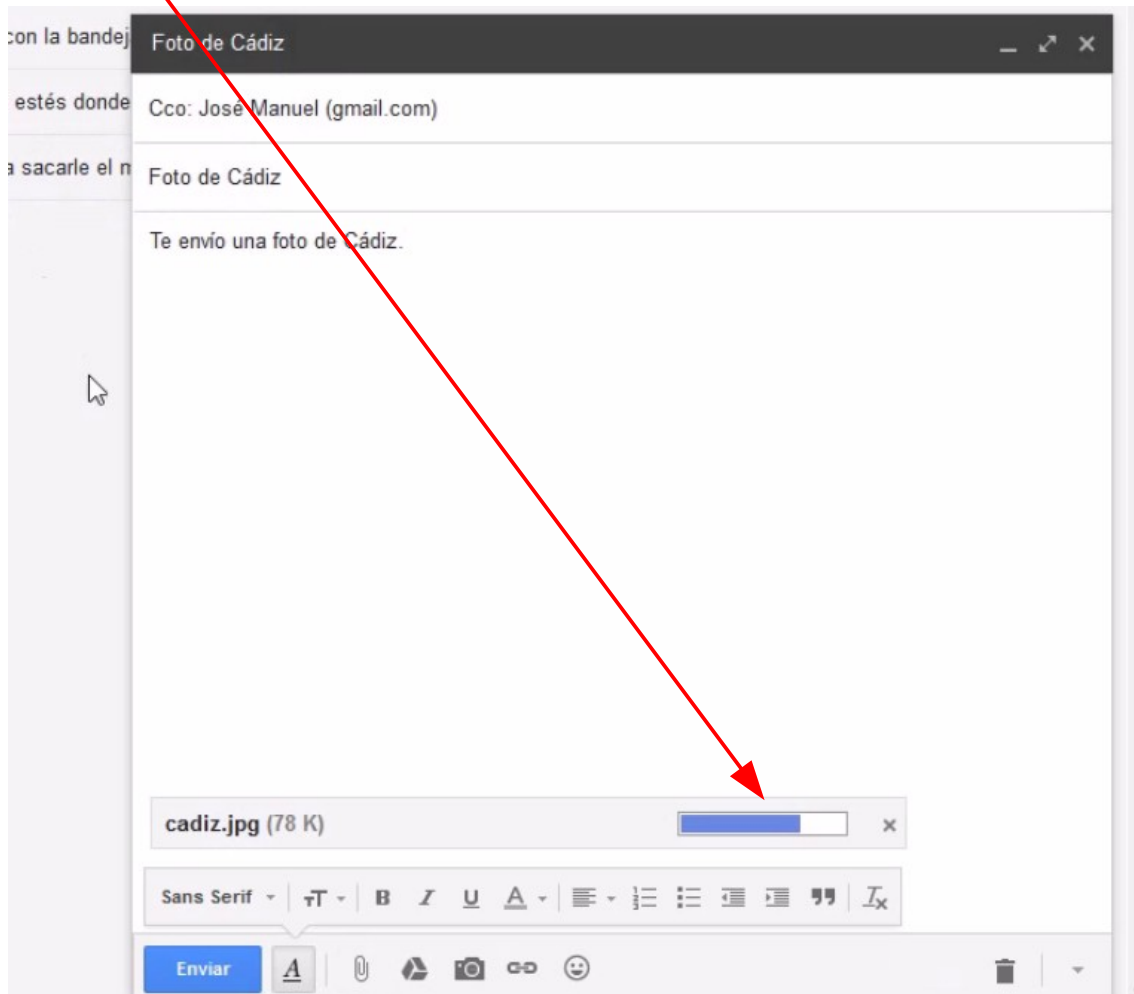 con la bandej
estés donde
a sacarle el m
Foto de Cádiz
Cco: José Manuel (gmail.com)
Foto de Cádiz
Te envío una foto de Cádiz.
cadiz.jpg (78 K)
Sans Serif
Enviar